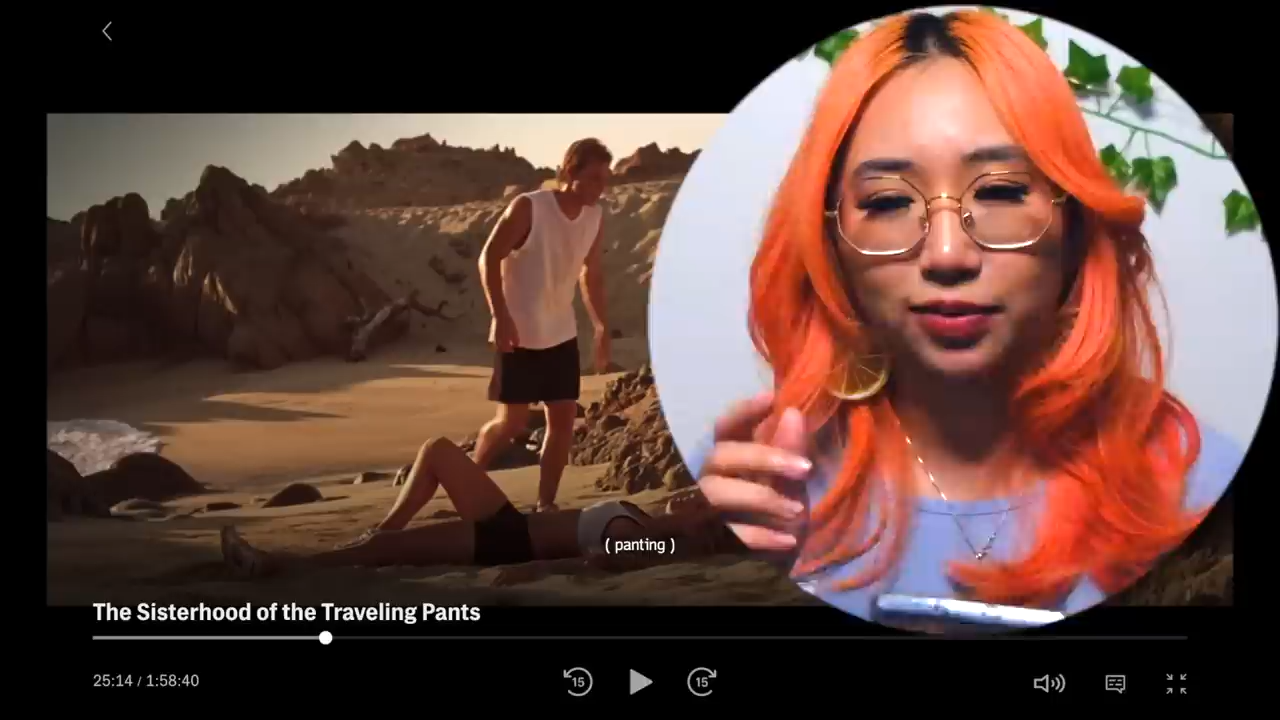 ( panting )
The Sisterhood of the Traveling Pants
25:14 / 1:58:40
15
15